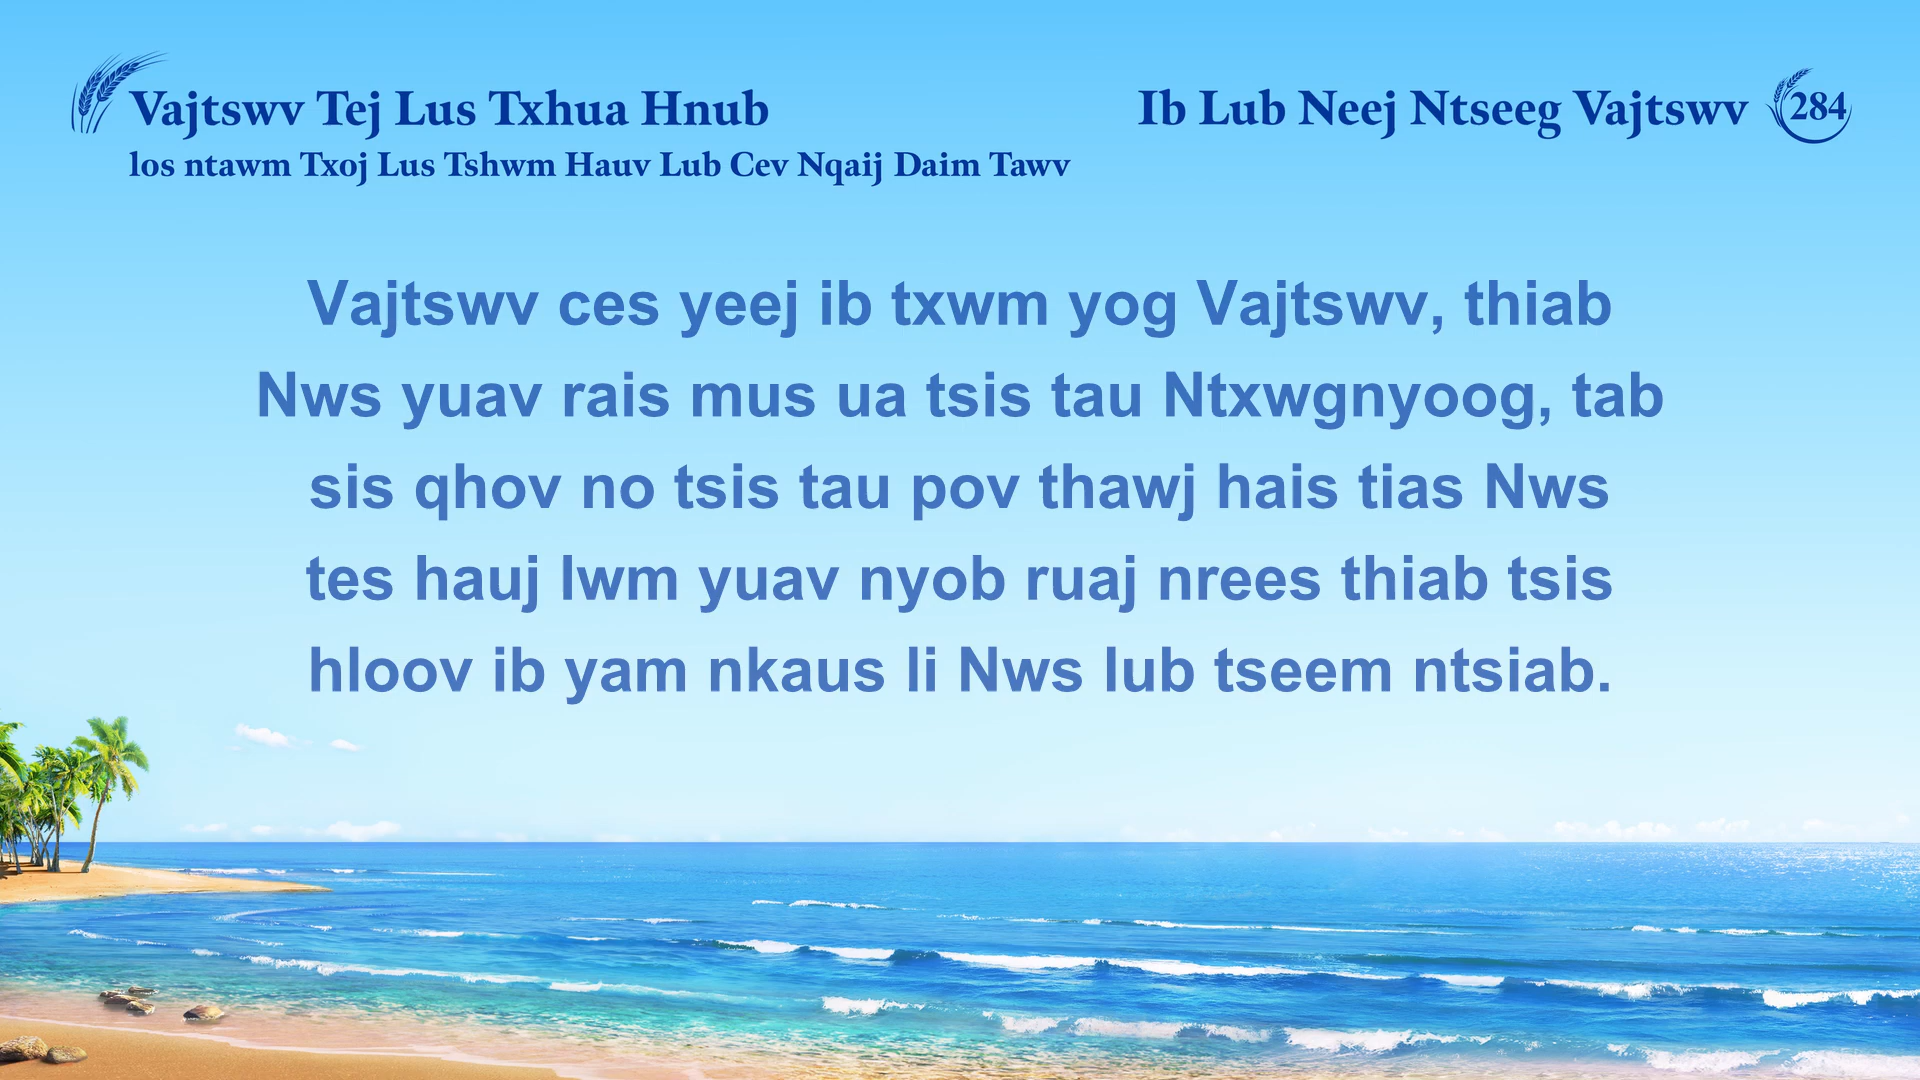 Vajtswv Tej Lus Txhua Hnub
los ntawm Txoj Lus Tshwm Hauv Lub Cev Nqaij Daim Tawv
Ib Lub Neej Ntseeg Vajtswv 284
Vajtswv ces yeej ib txwm yog Vajtswv, thiab
Nws yuav rais mus ua tsis tau Ntxwgnyoog, tab
sis qhov no tsis tau pov thawj hais tias Nws
tes hauj lwm yuav nyob ruaj nrees thiab tsis
hloov ib yam nkaus li Nws lub tseem ntsiab.